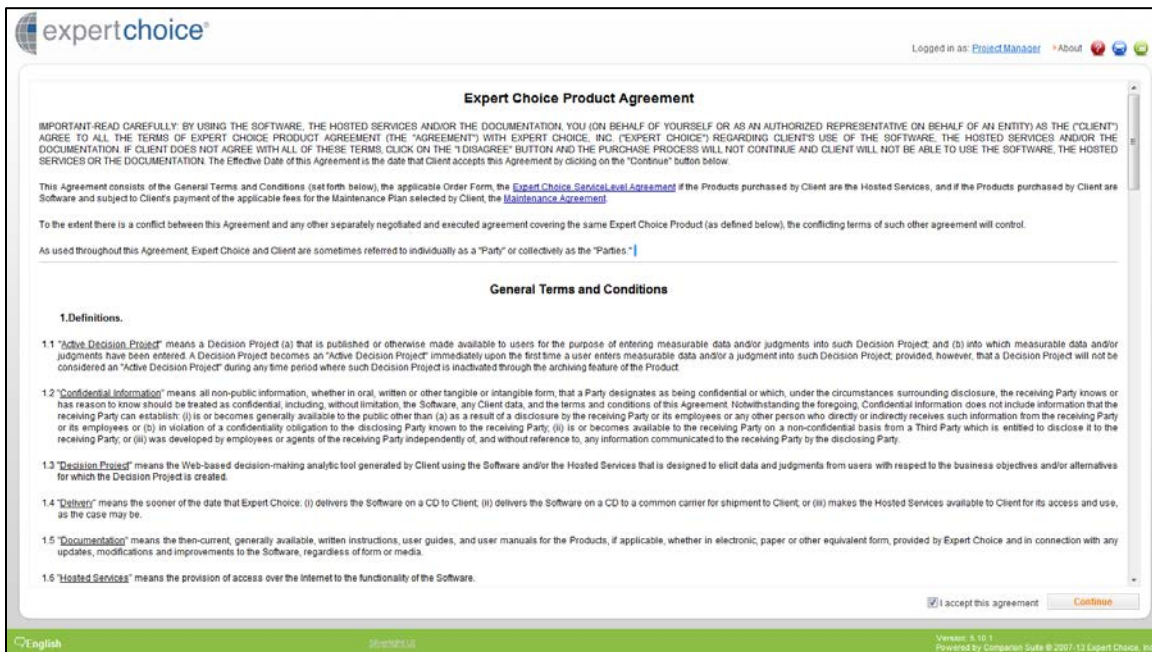 expertchoice®
Logged in as: Project Manager About
Expert Choice Product Agreement
IMPORTANT-READ CAREFULLY: BY USING THE SOFTWARE, THE HOSTED SERVICES AND/OR THE DOCUMENTATION, YOU (ON BEHALF OF YOURSELF OR AS AN AUTHORIZED REPRESENTATIVE ON BEHALF OF AN ENTITY) AS THE ("CLIENT")
AGREE TO ALL THE TERMS OF EXPERT CHOICE PRODUCT AGREEMENT (THE "AGREEMENT") WITH EXPERT CHOICE, INC. ("EXPERT CHOICE") REGARDING CLIENT'S USE OF THE SOFTWARE, THE HOSTED SERVICES AND/OR THE
DOCUMENTATION. IF CLIENT DOES NOT AGREE WITH ALL OF THESE TERMS, CLICK ON THE "I DISAGREE" BUTTON AND THE PURCHASE PROCESS WILL NOT CONTINUE AND CLIENT WILL NOT BE ABLE TO USE THE SOFTWARE, THE HOSTED
SERVICES OR THE DOCUMENTATION. The Effective Date of this Agreement is the date that Client accepts this Agreement by clicking on the "Continue" button below.
This Agreement consists of the General Terms and Conditions (set forth below), the applicable Order Form, the Expert Choice ServiceLevel Agreement if the Products purchased by Client are the Hosted Services, and if the Products purchased by Client are
Software and subject to Client's payment of the applicable fees for the Maintenance Plan selected by Client, the Maintenance Agreement.
To the extent there is a conflict between this Agreement and any other separately negotiated and executed agreement covering the same Expert Choice Product (as defined below), the conflicting terms of such other agreement will control.
As used throughout this Agreement, Expert Choice and Client are sometimes referred to individually as a "Party" or collectively as the "Parties."
General Terms and Conditions
1.Definitions.
1.1 "Active Decision Project" means a Decision Project (a) that is published or otherwise made available to users for the purpose of entering measurable data and/or judgments into such Decision Project; and (b) into which measurable data and/or
judgments have been entered. A Decision Project becomes an "Active Decision Project" immediately upon the first time a user enters measurable data and/or a judgment into such Decision Project; provided, however, that a Decision Project will not be
considered an "Active Decision Project" during any time period where such Decision Project is inactivated through the archiving feature of the Product.
1.2 "Confidential Information" means all non-public information, whether in oral, written or other tangible or intangible form, that a Party designates as being confidential or which, under the circumstances surrounding disclosure, the receiving Party knows or
has reason to know should be treated as confidential, including, without limitation, the Software, any Client data, and the terms and conditions of this Agreement. Notwithstanding the foregoing, Confidential Information does not include information that the
receiving Party can establish: (i) is or becomes generally available to the public other than (a) as a result of a disclosure by the receiving Party or its employees or any other person who directly or indirectly receives such information from the receiving Party
or its employees or (b) in violation of a confidentiality obligation to the disclosing Party known to the receiving Party; (ii) is or becomes available to the receiving Party on a non-confidential basis from a Third Party which is entitled to disclose it to the
receiving Party; or (iii) was developed by employees or agents of the receiving Party independently of, and without reference to, any information communicated to the receiving Party by the disclosing Party.
1.3 "Decision Project" means the Web-based decision-making analytic tool generated by Client using the Software and/or the Hosted Services that is designed to elicit data and judgments from users with respect to the business objectives and/or alternatives
for which the Decision Project is created.
1.4 "Delivery" means the sooner of the date that Expert Choice: (i) delivers the Software on a CD to Client; (ii) delivers the Software on a CD to a common carrier for shipment to Client; or (iii) makes the Hosted Services available to Client for its access and use,
as the case may be.
1.5 "Documentation" means the then-current, generally available, written instructions, user guides, and user manuals for the Products, if applicable, whether in electronic, paper or other equivalent form, provided by Expert Choice and in connection with any
updates, modifications and improvements to the Software, regardless of form or media.
1.6 "Hosted Services" means the provision of access over the Internet to the functionality of the Software.
I accept this agreement Continue
English
Silverlight UI
Version: 5.10.1
Powered by Comparion Suite © 2007-13 Expert Choice, Inc